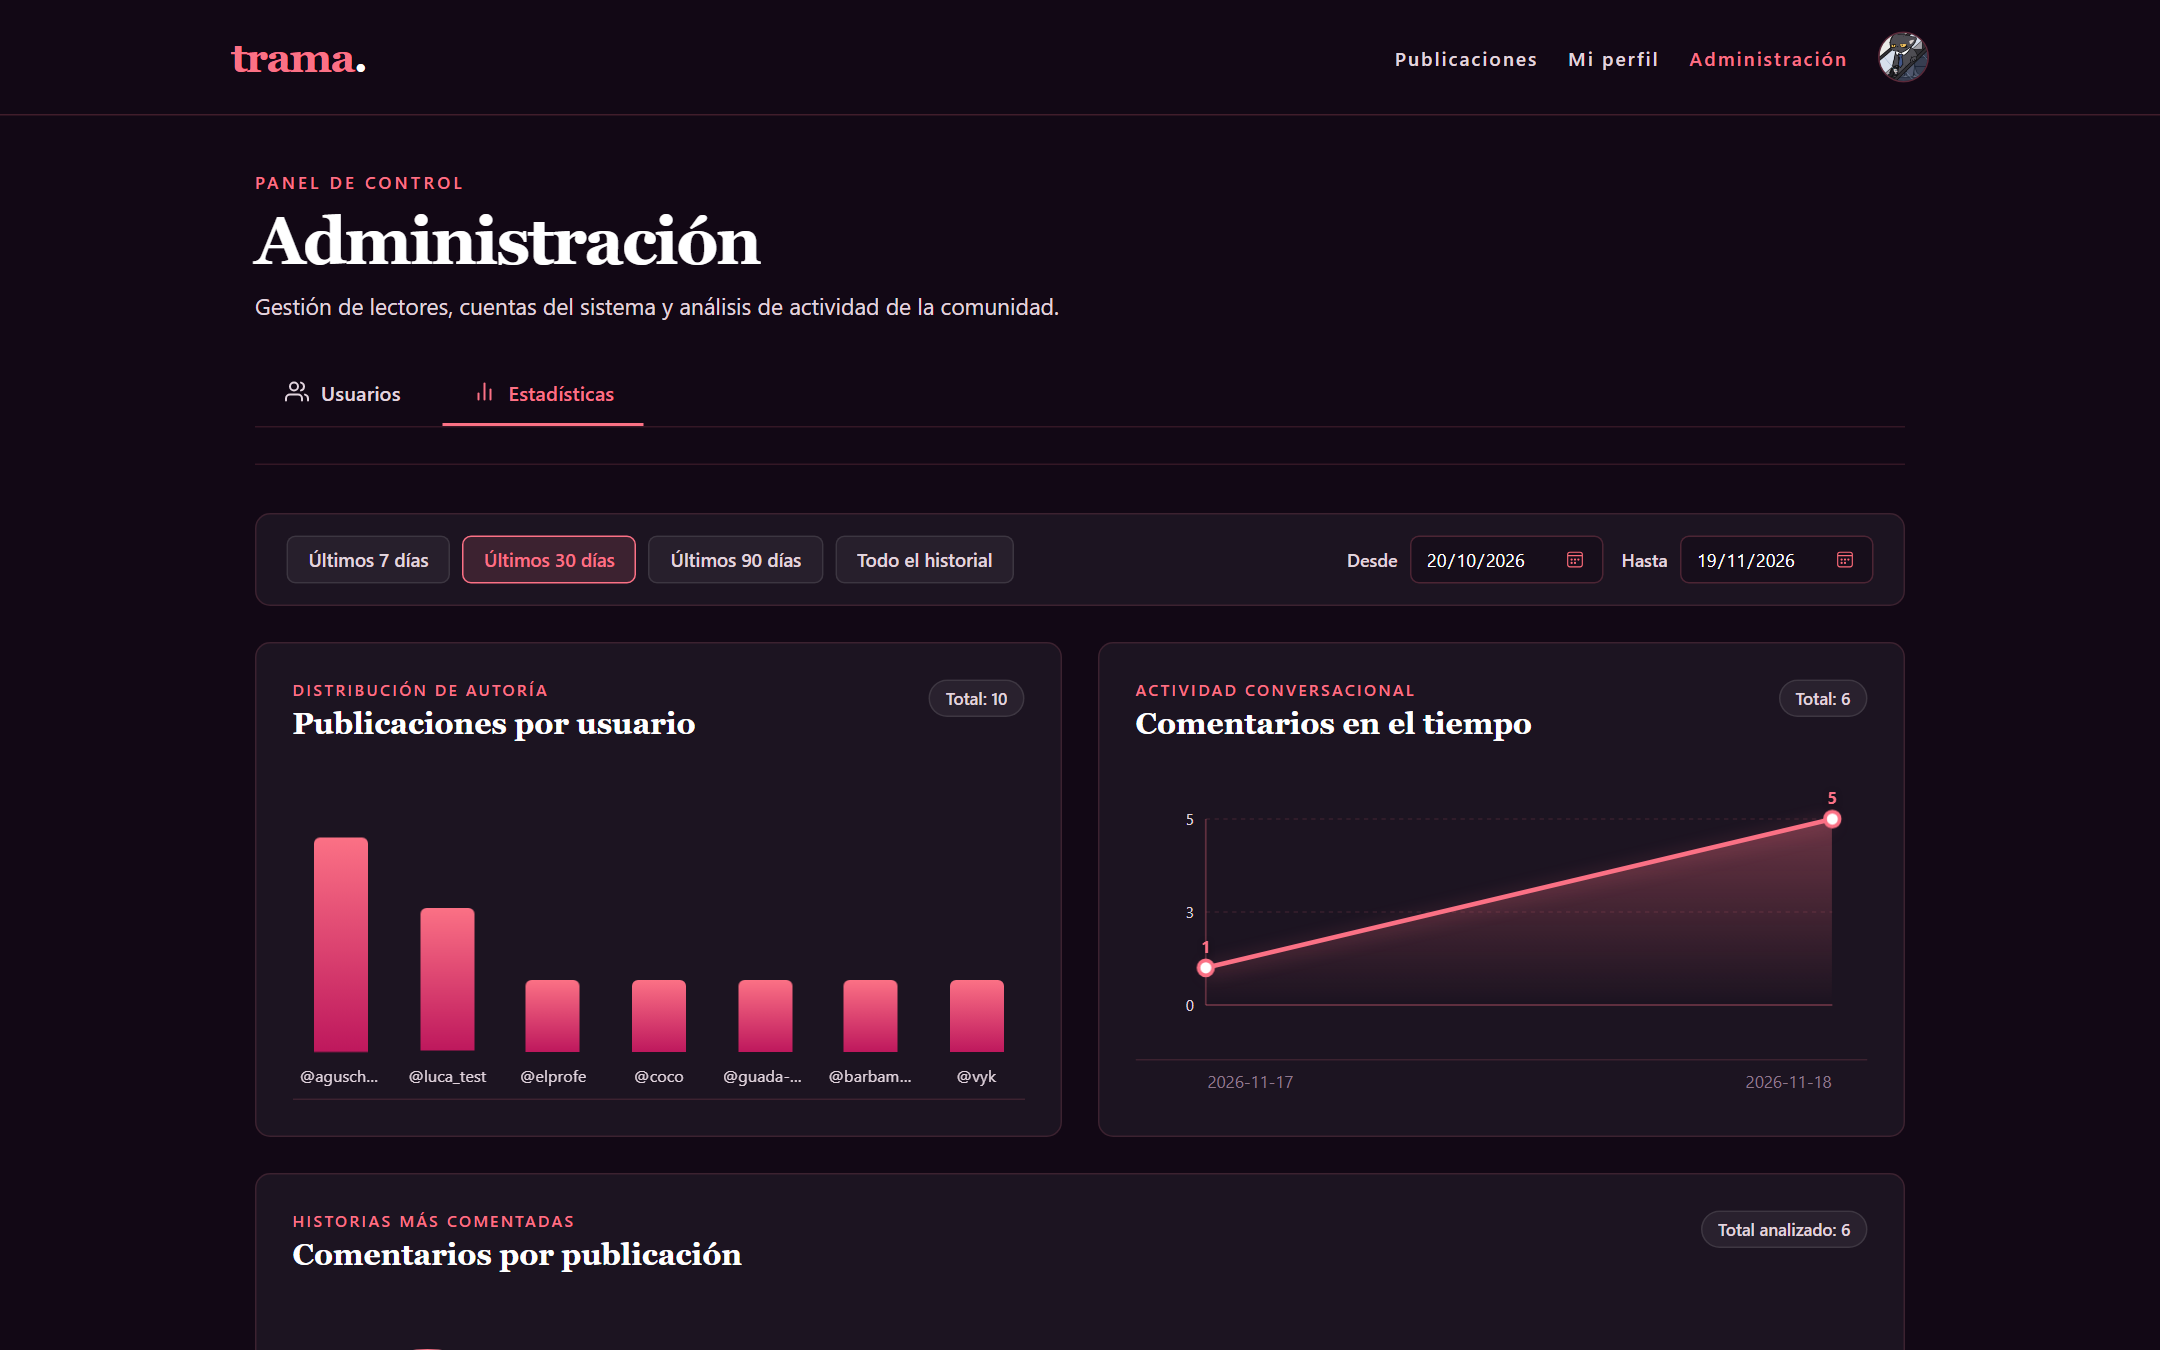 trama.
Publicaciones Mi perfil Administración
PANEL DE CONTROL
Administración
Gestión de lectores, cuentas del sistema y análisis de actividad de la comunidad.
Usuarios Estadísticas
Últimos 7 días Últimos 30 días Últimos 90 días Todo el historial Desde 20/10/2026 Hasta 19/11/2026
DISTRIBUCIÓN DE AUTORÍA
Publicaciones por usuario
Total: 10
@agusch... @luca_test @elprofe @coco @guada-... @barbam... @vyk
ACTIVIDAD CONVERSACIONAL
Comentarios en el tiempo
Total: 6
5
5
3
1
0
2026-11-17 2026-11-18
HISTORIAS MÁS COMENTADAS
Comentarios por publicación
Total analizado: 6